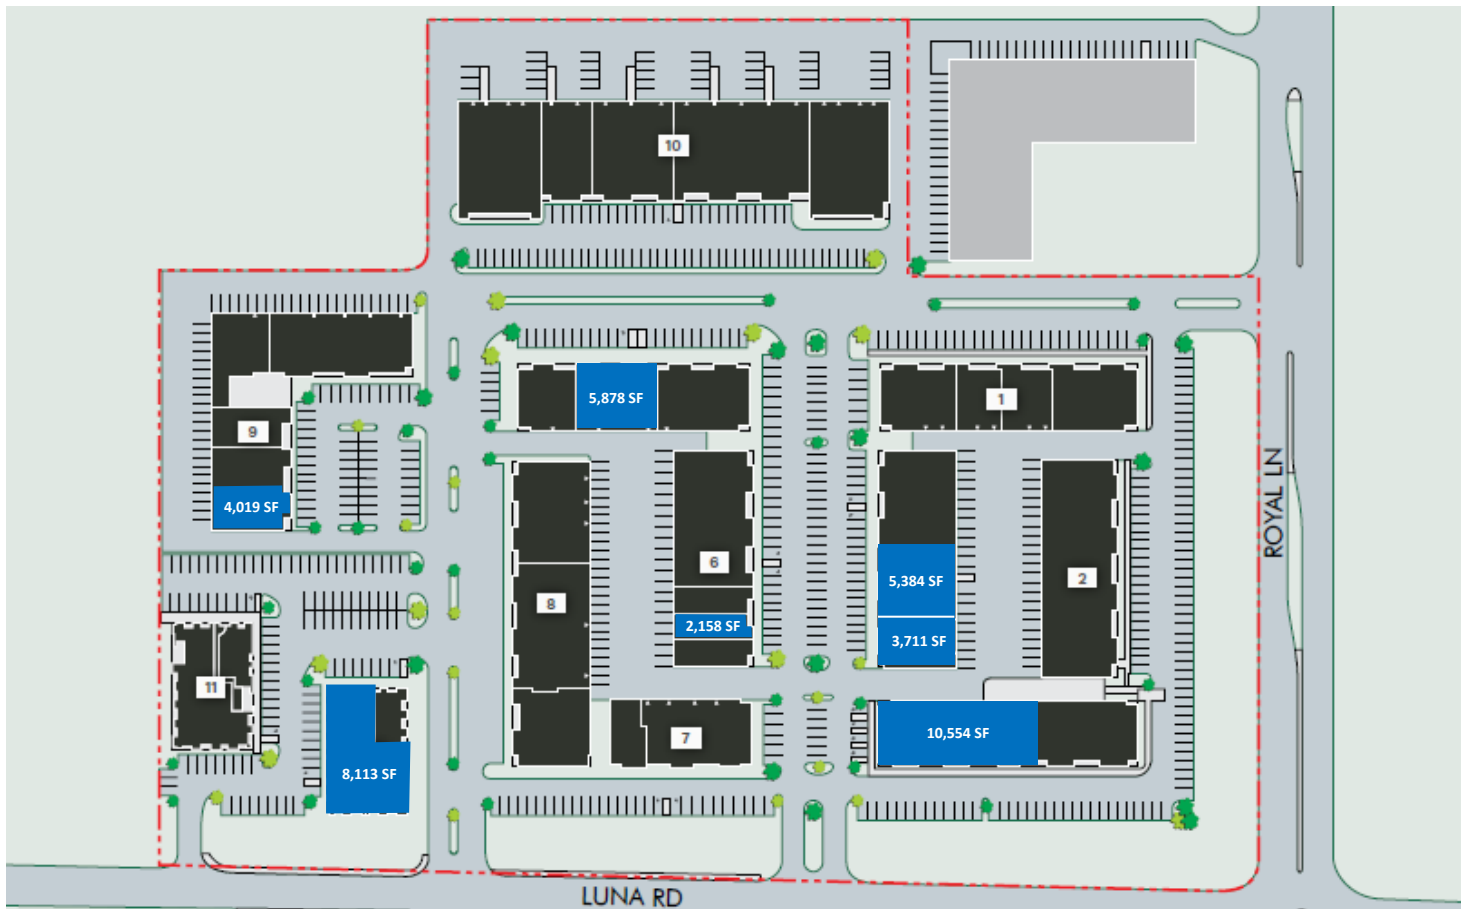 10
5,878 SF
1
9
4,019 SF
ROYAL LN
6
5,384 SF
2
8
2,158 SF
3,711 SF
11
7
10,554 SF
8,113 SF
LUNA RD